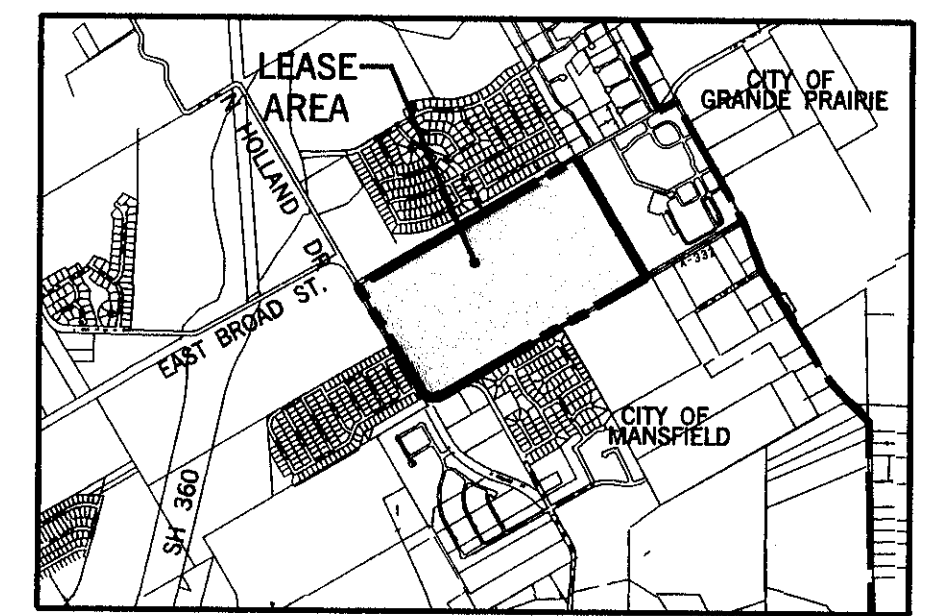 LEASE
AREA
CITY OF
GRANDE PRAIRIE
N HOLLAND DR.
EAST BROAD ST.
CITY OF
MANSFIELD
SH 360